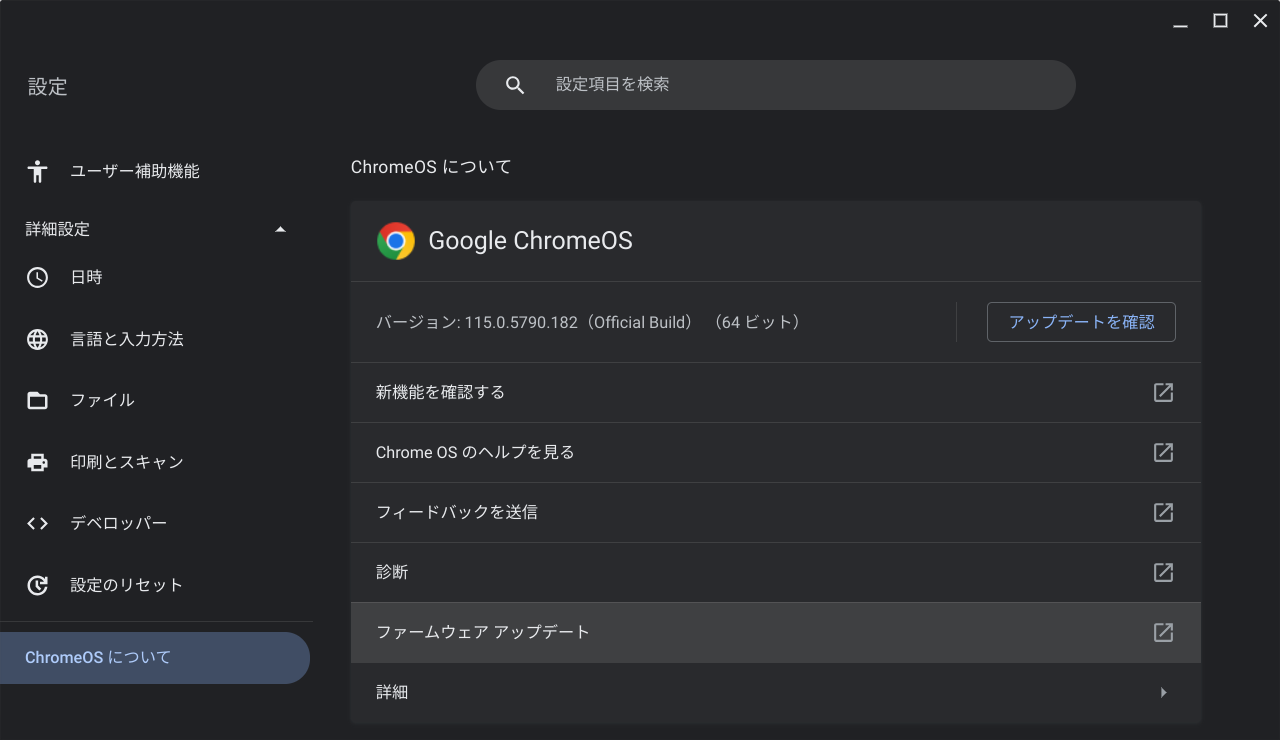 設定
設定項目を検索
ユーザー補助機能
詳細設定
日時
言語と入力方法
ファイル
印刷とスキャン
デベロッパー
設定のリセット
ChromeOS について
ChromeOS について
Google ChromeOS
バージョン: 115.0.5790.182（Official Build） （64 ビット）
アップデートを確認
新機能を確認する
Chrome OS のヘルプを見る
フィードバックを送信
診断
ファームウェア アップデート
詳細